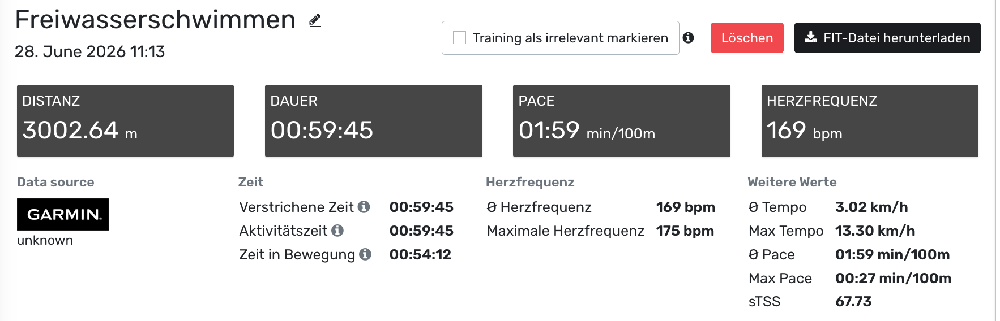 Freiwasserschwimmen
28. June 2026 11:13
Training als irrelevant markieren
Löschen
FIT-Datei herunterladen
DISTANZ
3002.64 m
DAUER
00:59:45
PACE
01:59 min/100m
HERZFREQUENZ
169 bpm
Data source
GARMIN.
unknown
Zeit
Verstrichene Zeit 00:59:45
Aktivitätszeit 00:59:45
Zeit in Bewegung 00:54:12
Herzfrequenz
Ø Herzfrequenz 169 bpm
Maximale Herzfrequenz 175 bpm
Weitere Werte
Ø Tempo 3.02 km/h
Max Tempo 13.30 km/h
Ø Pace 01:59 min/100m
Max Pace 00:27 min/100m
sTSS 67.73